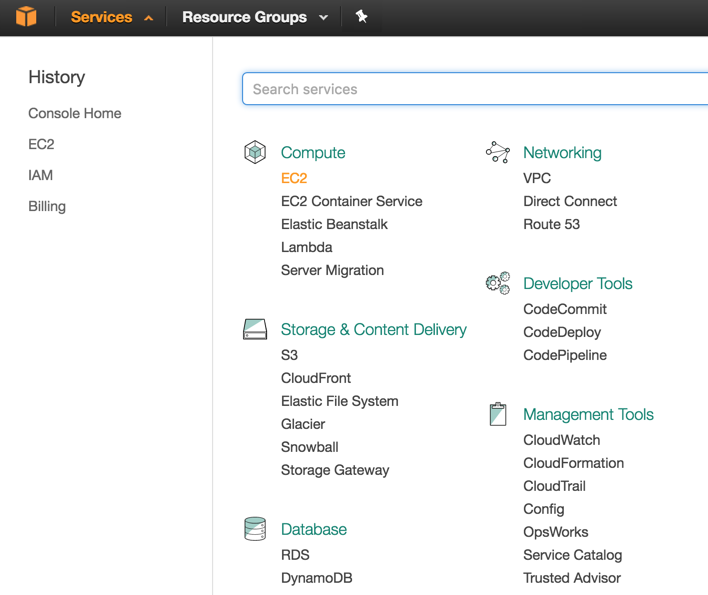 Services
Resource Groups
History
Console Home
EC2
IAM
Billing
Search services
Compute
EC2
EC2 Container Service
Elastic Beanstalk
Lambda
Server Migration
Storage & Content Delivery
S3
CloudFront
Elastic File System
Glacier
Snowball
Storage Gateway
Database
RDS
DynamoDB
Networking
VPC
Direct Connect
Route 53
Developer Tools
CodeCommit
CodeDeploy
CodePipeline
Management Tools
CloudWatch
CloudFormation
CloudTrail
Config
OpsWorks
Service Catalog
Trusted Advisor